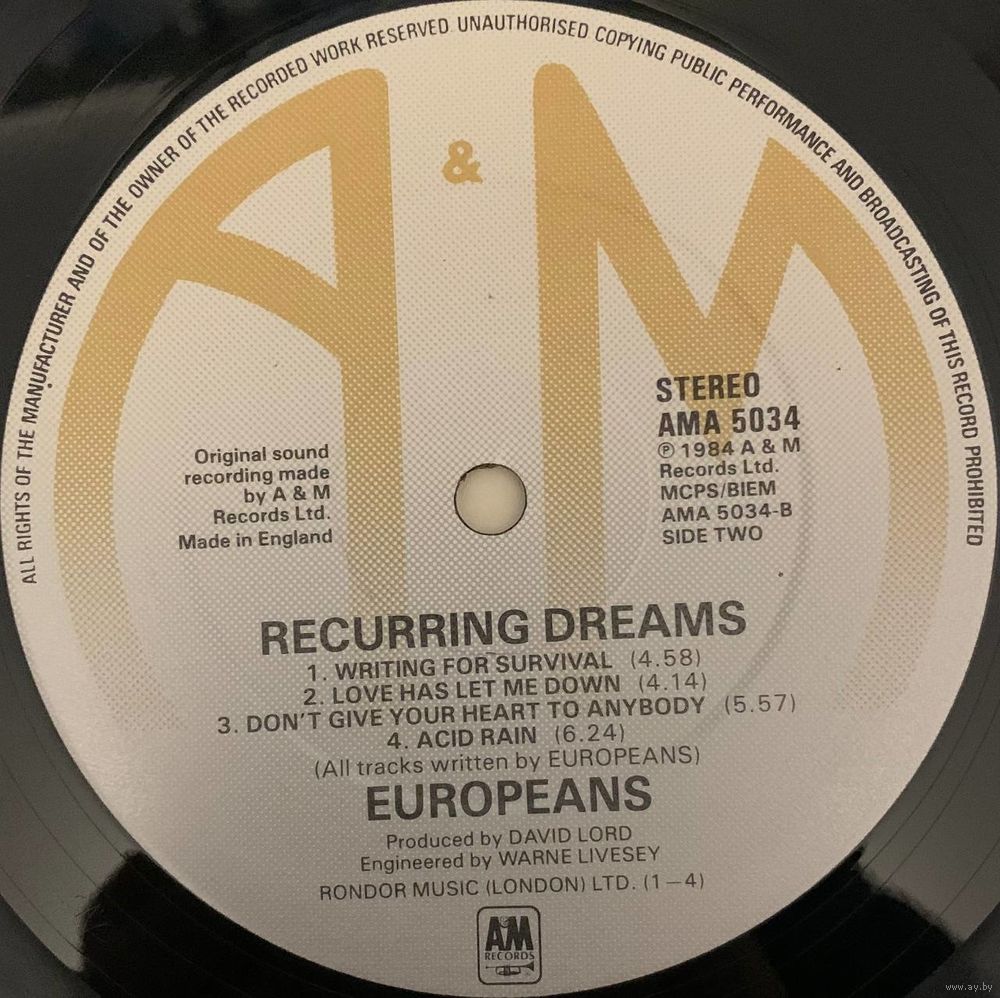 ALL RIGHTS OF THE MANUFACTURER AND OF THE OWNER OF THE RECORDED WORK RESERVED UNAUTHORISED COPYING PUBLIC PERFORMANCE AND BROADCASTING OF THIS RECORD PROHIBITED
A & M
Original sound
recording made
by A & M
Records Ltd.
Made in England
STEREO
AMA 5034
℗ 1984 A & M
Records Ltd.
MCPS/BIEM
AMA 5034-B
SIDE TWO
RECURRING DREAMS
1. WRITING FOR SURVIVAL (4.58)
2. LOVE HAS LET ME DOWN (4.14)
3. DON'T GIVE YOUR HEART TO ANYBODY (5.57)
4. ACID RAIN (6.24)
(All tracks written by EUROPEANS)
EUROPEANS
Produced by DAVID LORD
Engineered by WARNE LIVESEY
RONDOR MUSIC (LONDON) LTD. (1–4)
A&M
RECORDS
www.ay.by